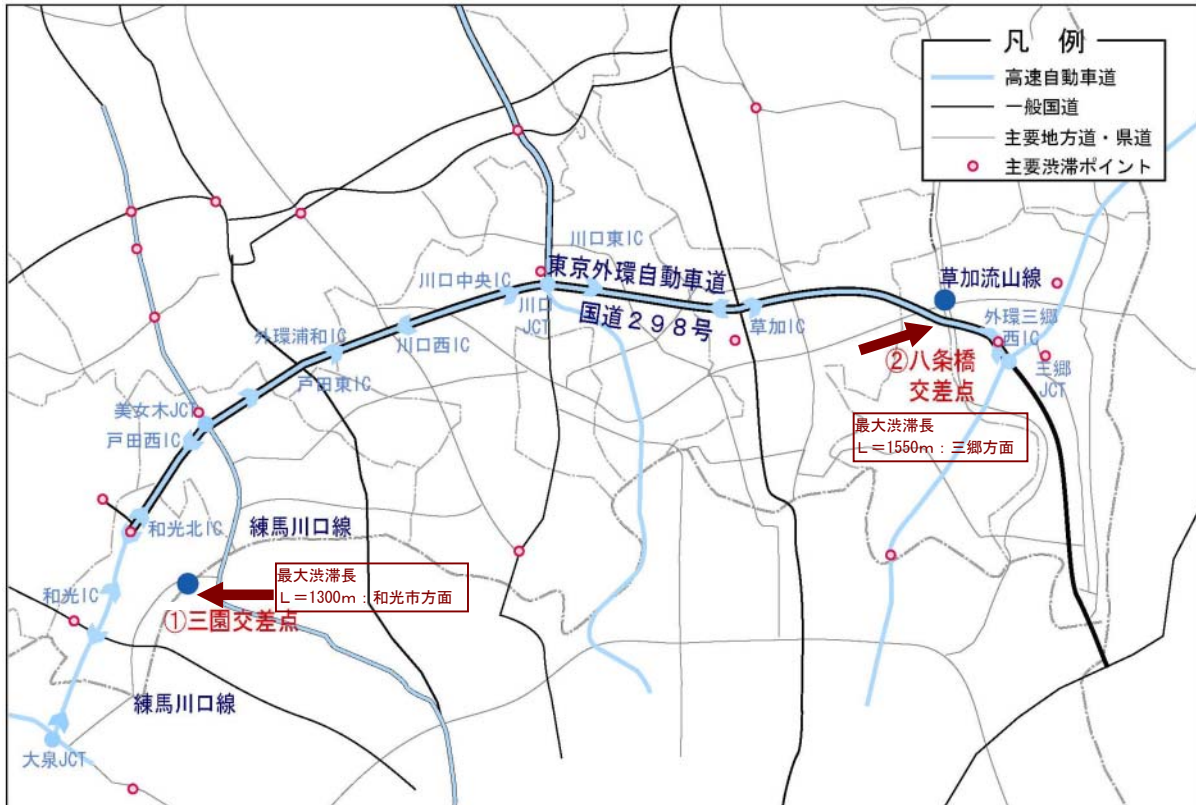 凡 例
高速自動車道
一般国道
主要地方道・県道
主要渋滞ポイント
川口東IC
川口中央IC
東京外環自動車道
川口
JCT
国道298号
草加IC
草加流山線
外環三郷
西IC
三郷
JCT
外環浦和IC
川口西IC
戸田東IC
②八条橋
交差点
最大渋滞長
L=1550m:三郷方面
美女木JCT
戸田西IC
和光北IC
練馬川口線
最大渋滞長
L=1300m:和光市方面
和光IC
①三園交差点
練馬川口線
大泉JCT